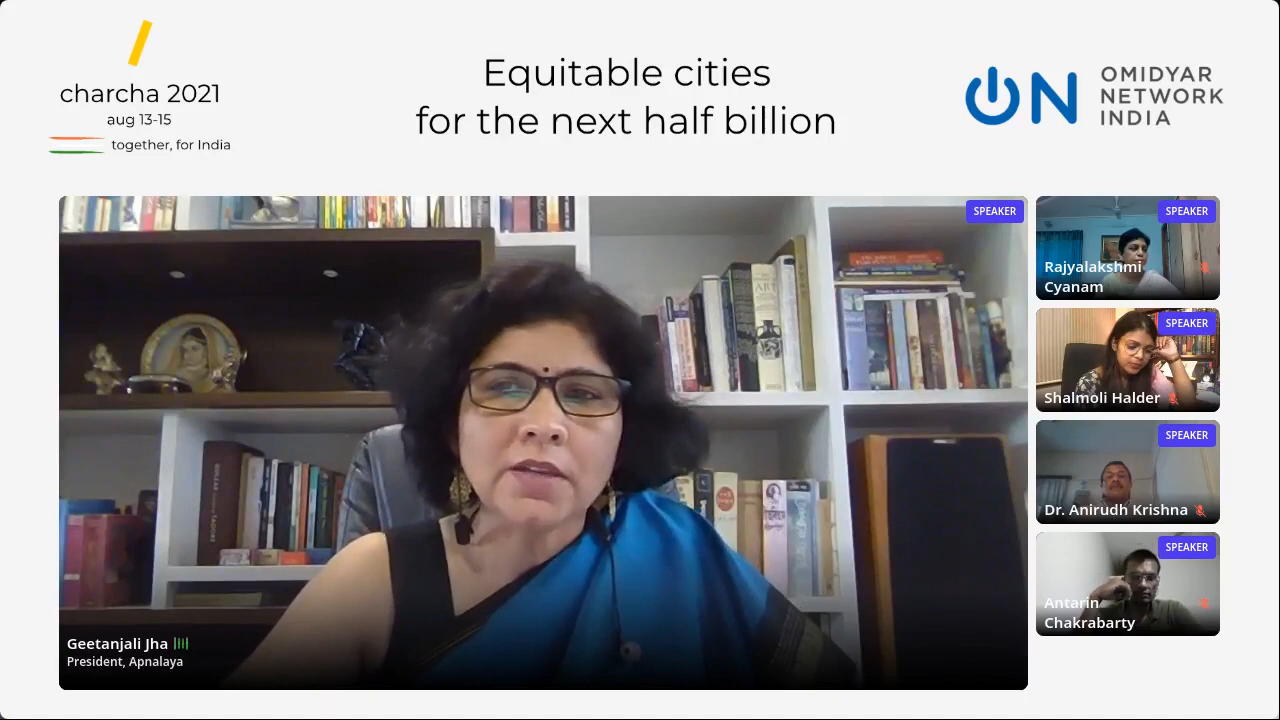 charcha 2021
aug 13-15
together, for India
Equitable cities
for the next half billion
ON
OMIDYAR
NETWORK
INDIA
SPEAKER
Geetanjali Jha
President, Apnalaya
SPEAKER
Rajyalakshmi
Cyanam
SPEAKER
Shalmoli Halder
SPEAKER
Dr. Anirudh Krishna
SPEAKER
Antarin
Chakrabarty